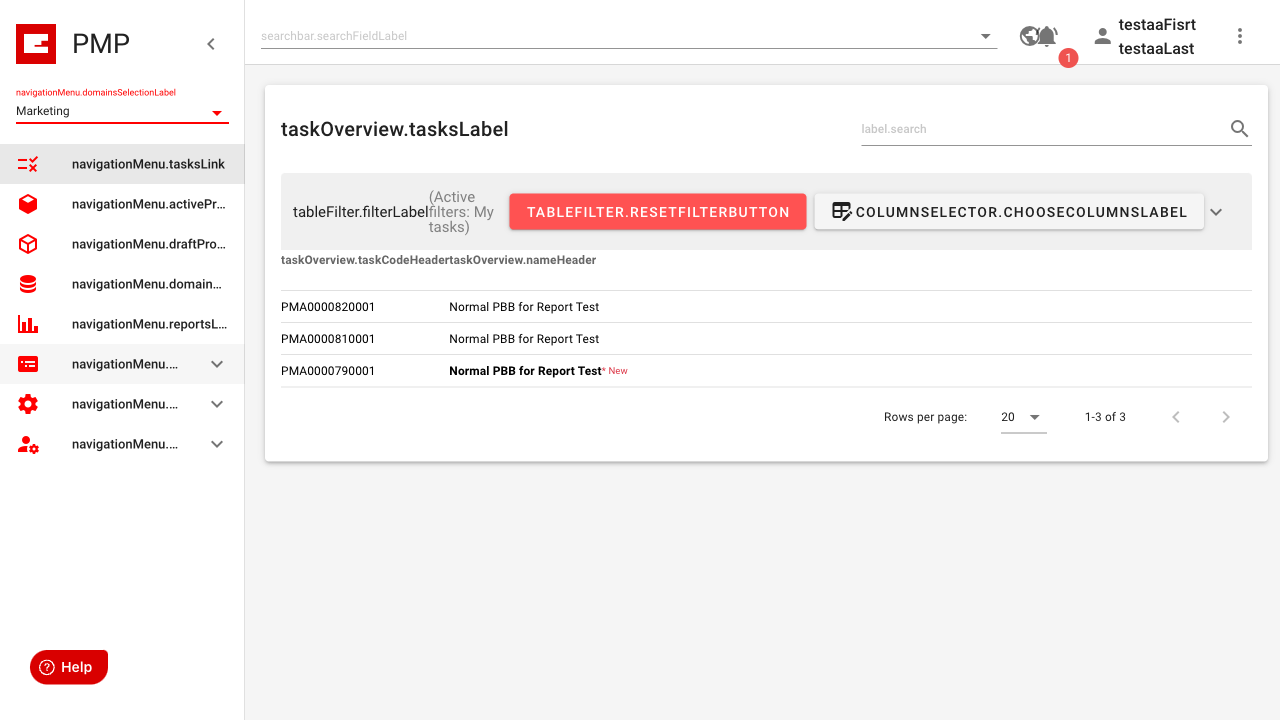 PMP
navigationMenu.domainsSelectionLabel
Marketing
navigationMenu.tasksLink
navigationMenu.activePr...
navigationMenu.draftPro...
navigationMenu.domain...
navigationMenu.reportsL...
navigationMenu....
navigationMenu....
navigationMenu....
Help
searchbar.searchFieldLabel
1
testaaFisrt
testaaLast
taskOverview.tasksLabel
label.search
tableFilter.filterLabel
(Active
filters: My
tasks)
TABLEFILTER.RESETFILTERBUTTON
COLUMNSELECTOR.CHOOSECOLUMNSLABEL
taskOverview.taskCodeHeadertaskOverview.nameHeader
PMA0000820001 Normal PBB for Report Test
PMA0000810001 Normal PBB for Report Test
PMA0000790001 Normal PBB for Report Test* New
Rows per page: 20 1-3 of 3